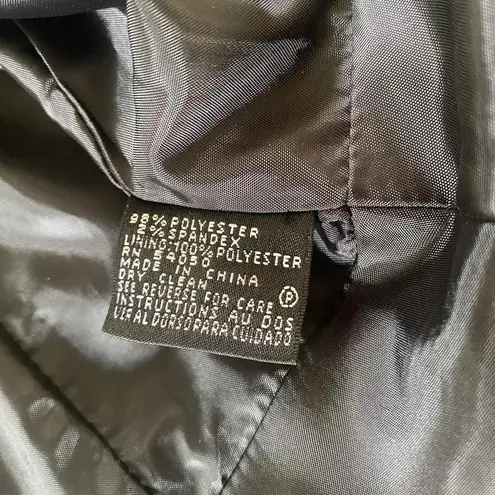 98% POLYESTER
2% SPANDEX
LINING:100% POLYESTER
RN 54050
MADE IN CHINA
DRY CLEAN
SEE REVERSE FOR CARE
INSTRUCTIONS AU DOS
VEA AL DORSO PARA CUIDADO
P